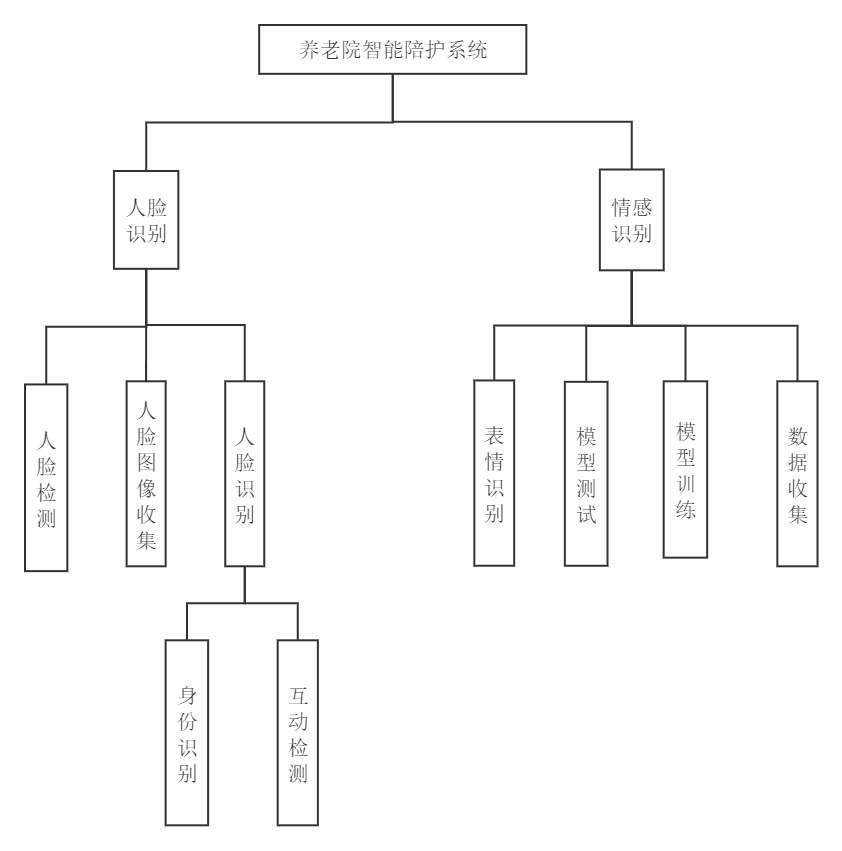 养老院智能陪护系统
人脸
识别
情感
识别
人脸检测
人脸图像收集
人脸识别
表情识别
模型测试
模型训练
数据收集
身份识别
互动检测